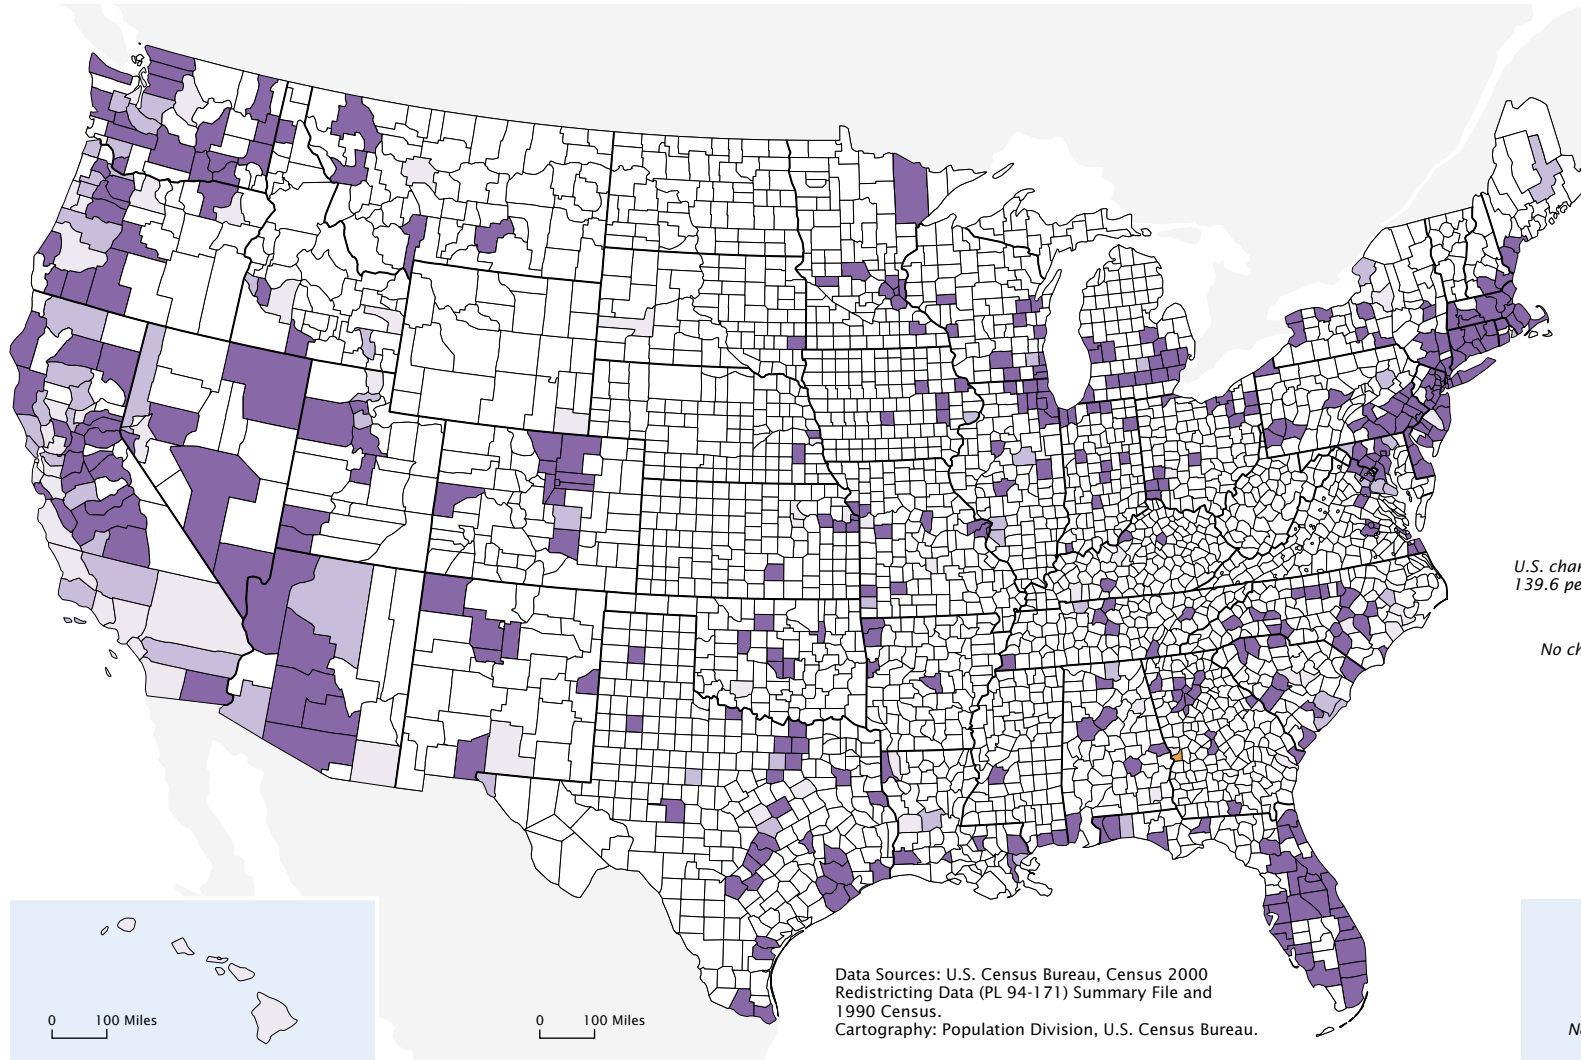 U.S. char
139.6 pe
No ch
Data Sources: U.S. Census Bureau, Census 2000
Redistricting Data (PL 94-171) Summary File and
1990 Census.
Cartography: Population Division, U.S. Census Bureau.
0 100 Miles
0 100 Miles